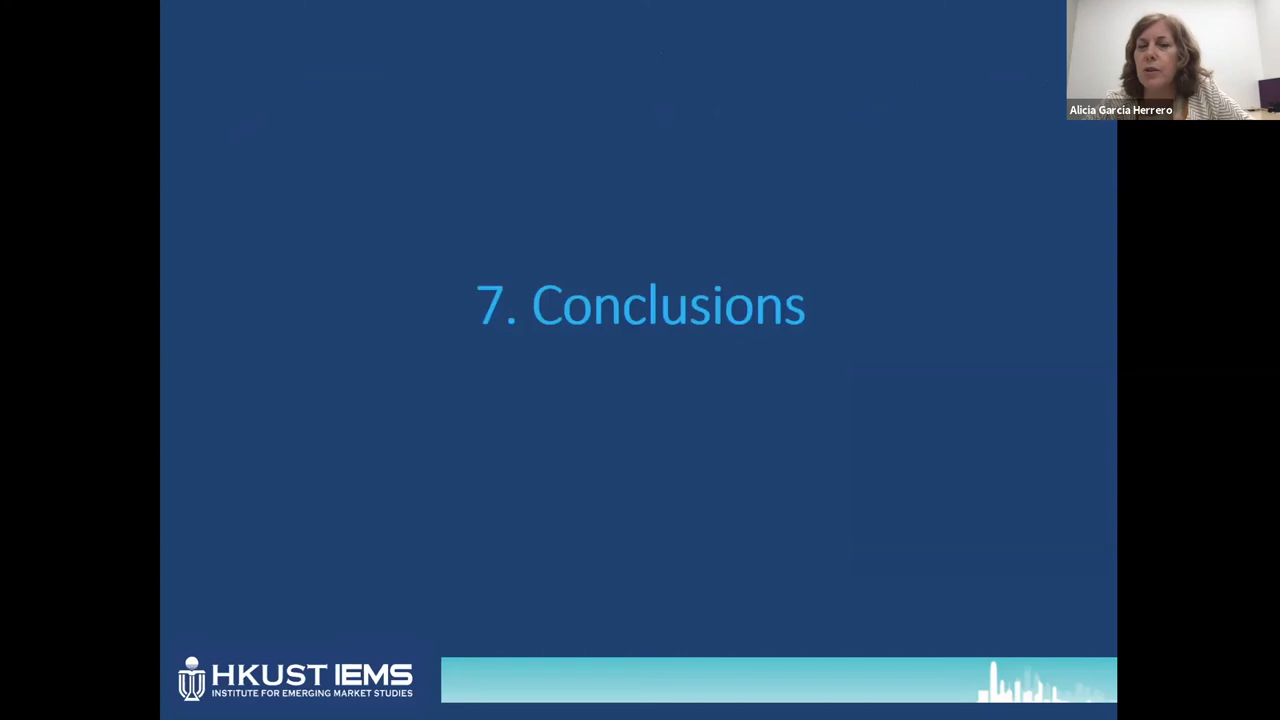 Alicia Garcia Herrero
7. Conclusions
HKUST IEMS
INSTITUTE FOR EMERGING MARKET STUDIES